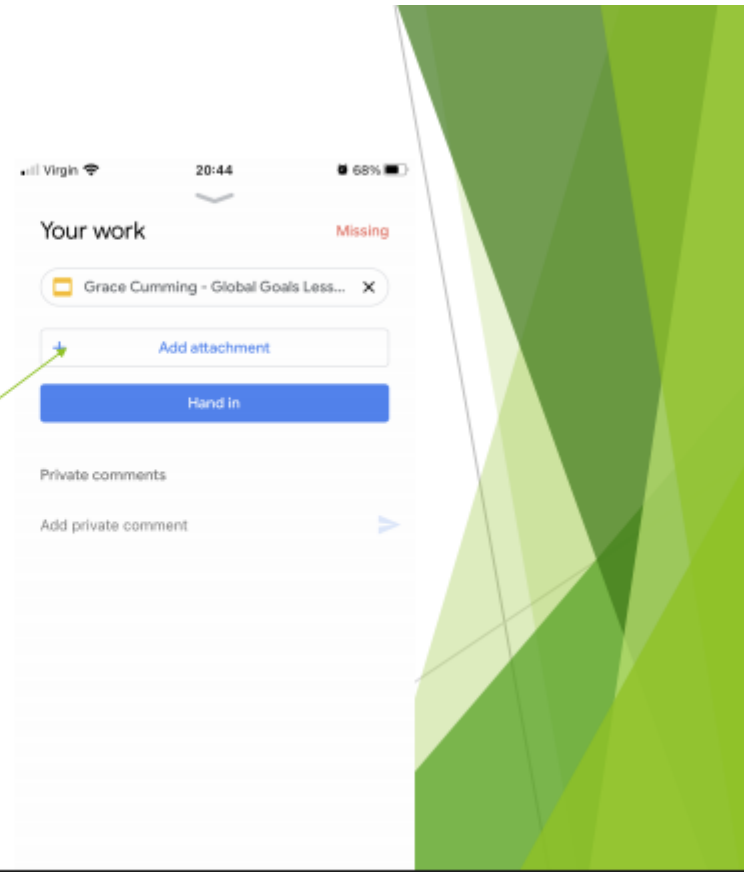 Virgin 20:44 68%
Your work Missing
Grace Cumming - Global Goals Less...
Add attachment
Hand in
Private comments
Add private comment